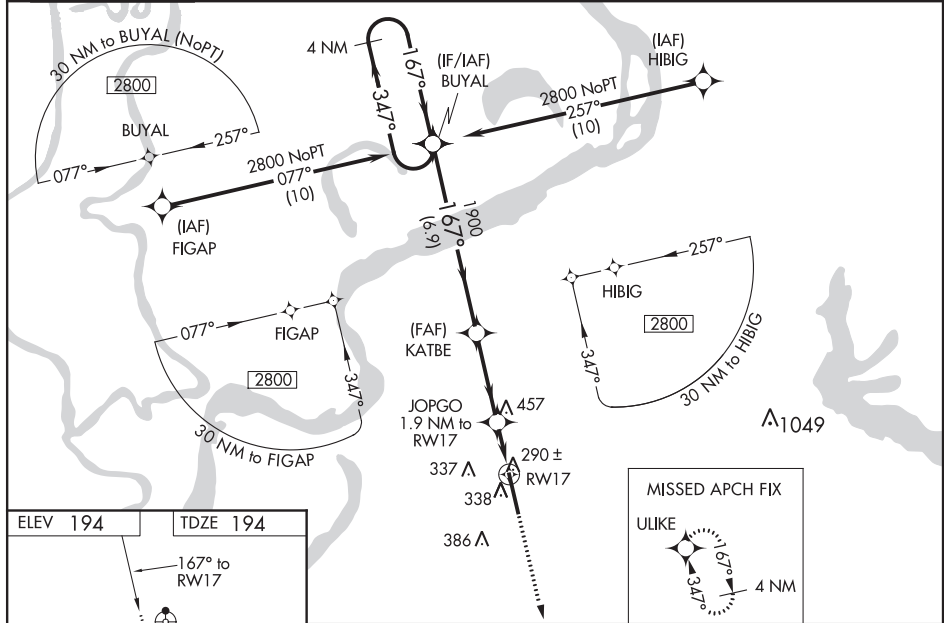 30 NM to BUYAL (NoPT)
2800
BUYAL
077°
257°
4 NM
347°
167°
(IF/IAF)
BUYAL
(IAF)
HIBIG
2800 NoPT
257°
(10)
2800 NoPT
077°
(10)
(IAF)
FIGAP
1900
167°
(6.9)
077°
FIGAP
2800
347°
30 NM to FIGAP
257°
HIBIG
2800
347°
30 NM to HIBIG
(FAF)
KATBE
JOPGO
1.9 NM to
RW17
457
290 ±
RW17
337
338
386
1049
MISSED APCH FIX
ULIKE
167°
347°
4 NM
ELEV 194
TDZE 194
167° to
RW17